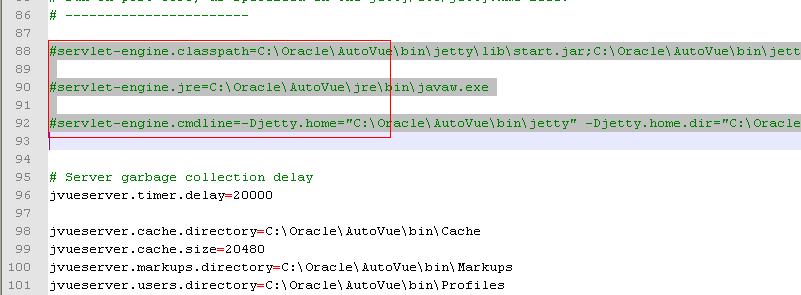 86 # -----------------------
87
88 #servlet-engine.classpath=C:\Oracle\AutoVue\bin\jetty\lib\start.jar;C:\Oracle\AutoVue\bin\jett
89
90 #servlet-engine.jre=C:\Oracle\AutoVue\jre\bin\javaw.exe
91
92 #servlet-engine.cmdline=-Djetty.home="C:\Oracle\AutoVue\bin\jetty" -Djetty.home.dir="C:\Oracle
93
94
95 # Server garbage collection delay
96 jvueserver.timer.delay=20000
97
98 jvueserver.cache.directory=C:\Oracle\AutoVue\bin\Cache
99 jvueserver.cache.size=20480
100 jvueserver.markups.directory=C:\Oracle\AutoVue\bin\Markups
101 jvueserver.users.directory=C:\Oracle\AutoVue\bin\Profiles